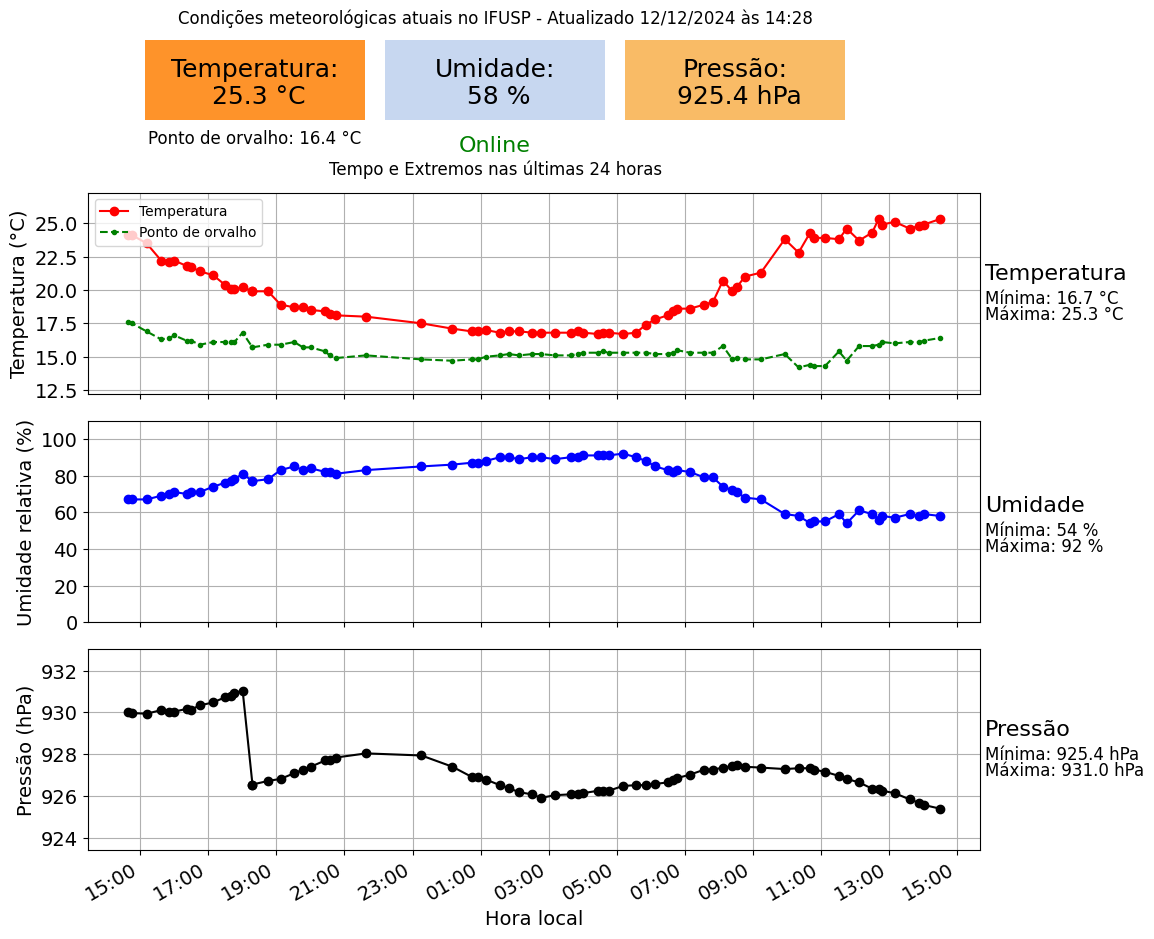 Condições meteorológicas atuais no IFUSP - Atualizado 12/12/2024 às 14:28
Temperatura:
25.3 °C
Umidade:
58 %
Pressão:
925.4 hPa
Ponto de orvalho: 16.4 °C
Online
Tempo e Extremos nas últimas 24 horas
Temperatura (°C)
25.0
22.5
20.0
17.5
15.0
12.5
Temperatura
Ponto de orvalho
Temperatura
Mínima: 16.7 °C
Máxima: 25.3 °C
Umidade relativa (%)
100
80
60
40
20
0
Umidade
Mínima: 54 %
Máxima: 92 %
Pressão (hPa)
932
930
928
926
924
Pressão
Mínima: 925.4 hPa
Máxima: 931.0 hPa
15:00 17:00 19:00 21:00 23:00 01:00 03:00 05:00 07:00 09:00 11:00 13:00 15:00
Hora local